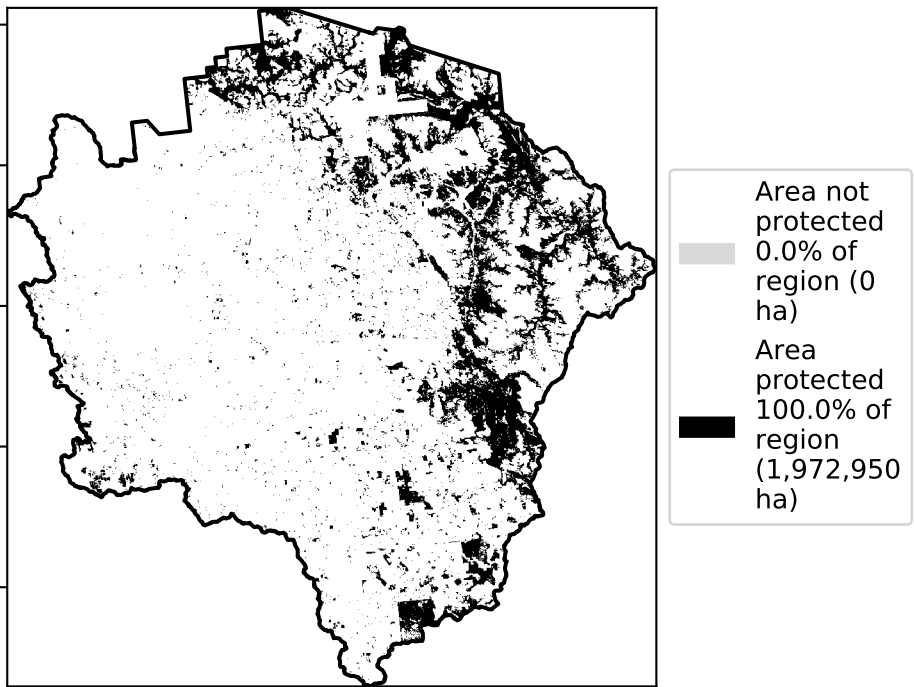 Area not
protected
0.0% of
region (0
ha)
Area
protected
100.0% of
region
(1,972,950
ha)